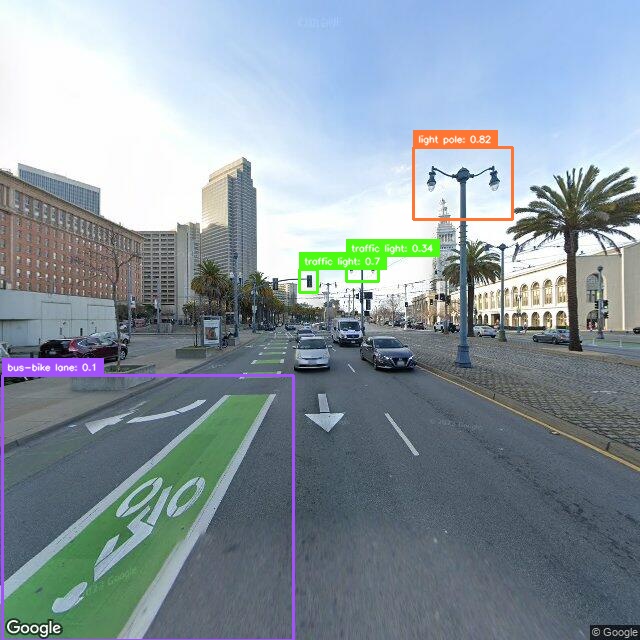 light pole: 0.82
traffic light: 0.34
traffic light: 0.7
bus-bike lane: 0.1
Google
© Google